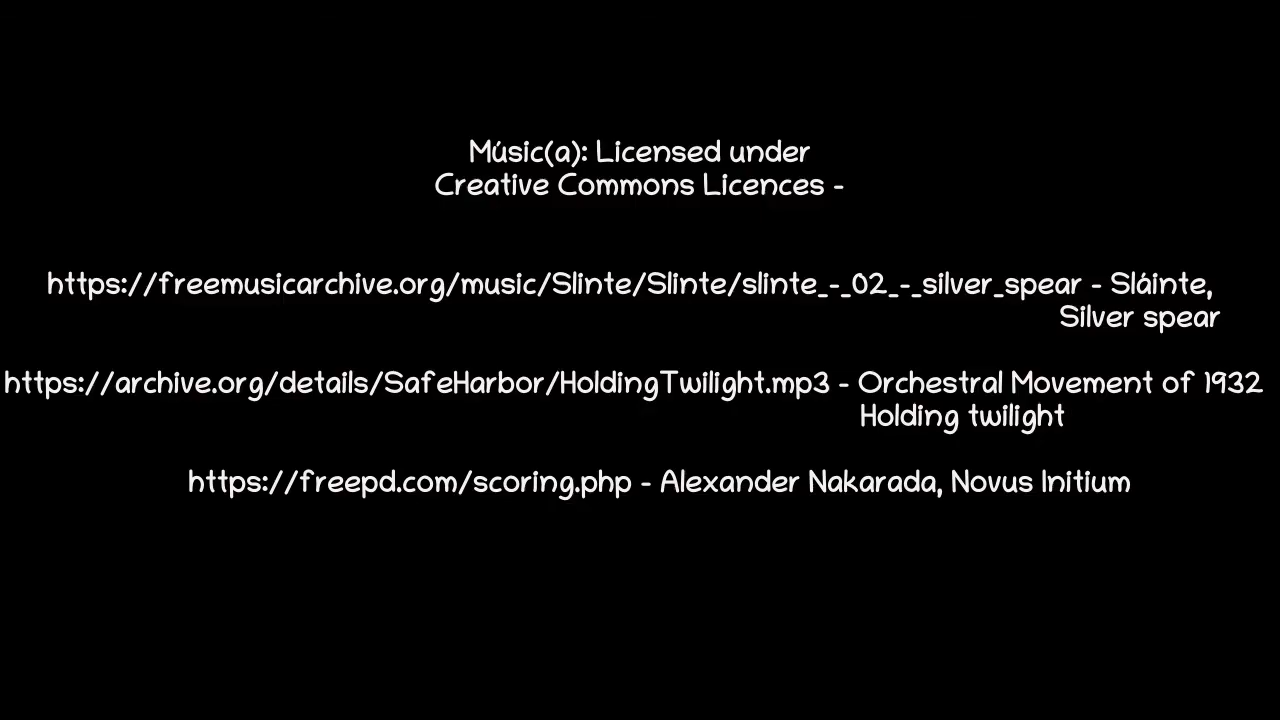 Músic(a): Licensed under
Creative Commons Licences -
https://freemusicarchive.org/music/Slinte/Slinte/slinte_-_02_-_silver_spear - Sláinte,
Silver spear
https://archive.org/details/SafeHarbor/HoldingTwilight.mp3 - Orchestral Movement of 1932
Holding twilight
https://freepd.com/scoring.php - Alexander Nakarada, Novus Initium